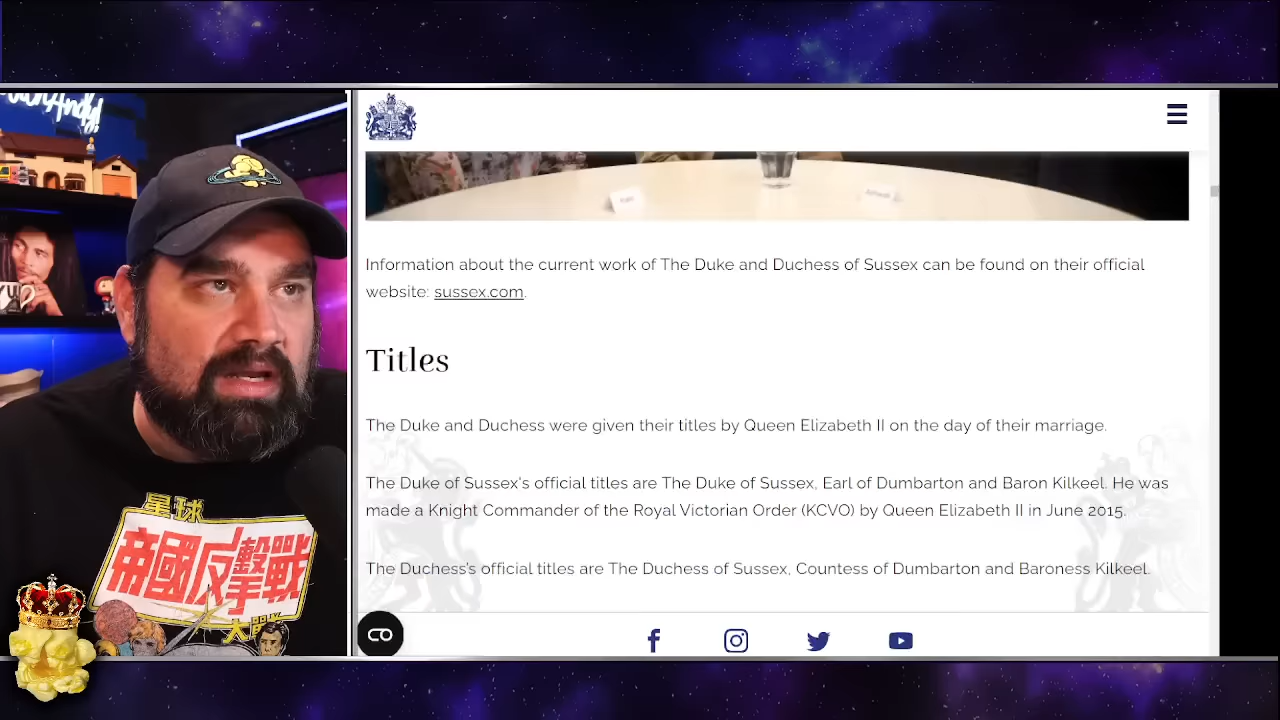 Information about the current work of The Duke and Duchess of Sussex can be found on their official
website: sussex.com.
Titles
The Duke and Duchess were given their titles by Queen Elizabeth II on the day of their marriage.
The Duke of Sussex's official titles are The Duke of Sussex, Earl of Dumbarton and Baron Kilkeel. He was
made a Knight Commander of the Royal Victorian Order (KCVO) by Queen Elizabeth II in June 2015.
The Duchess's official titles are The Duchess of Sussex, Countess of Dumbarton and Baroness Kilkeel.
星球
帝國反擊戰